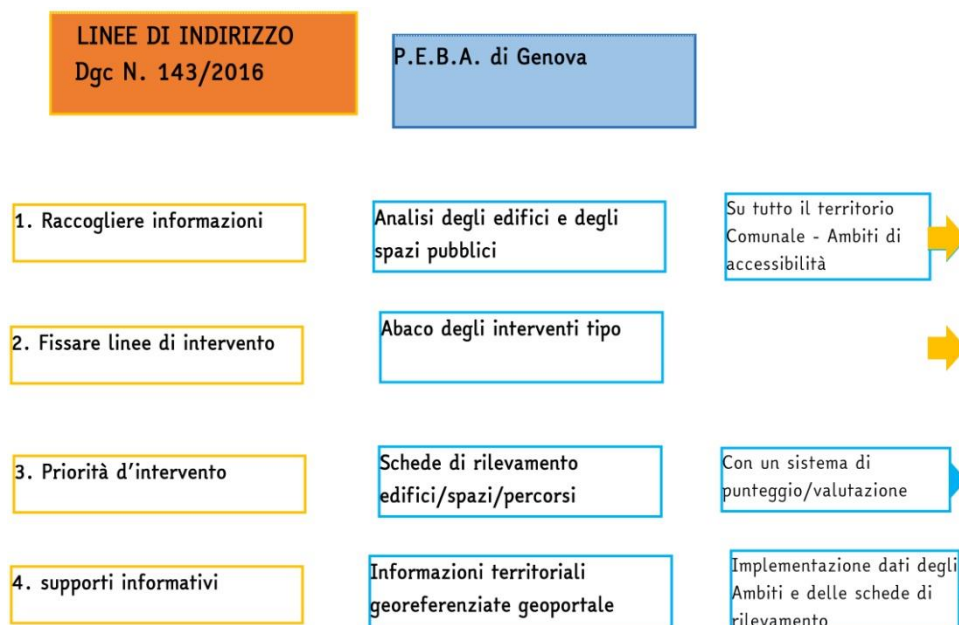 LINEE DI INDIRIZZO
Dgc N. 143/2016
P.E.B.A. di Genova
1. Raccogliere informazioni
Analisi degli edifici e degli
spazi pubblici
Su tutto il territorio
Comunale - Ambiti di
accessibilità
2. Fissare linee di intervento
Abaco degli interventi tipo
3. Priorità d'intervento
Schede di rilevamento
edifici/spazi/percorsi
Con un sistema di
punteggio/valutazione
4. supporti informativi
Informazioni territoriali
georeferenziate geoportale
Implementazione dati degli
Ambiti e delle schede di
rilevamento